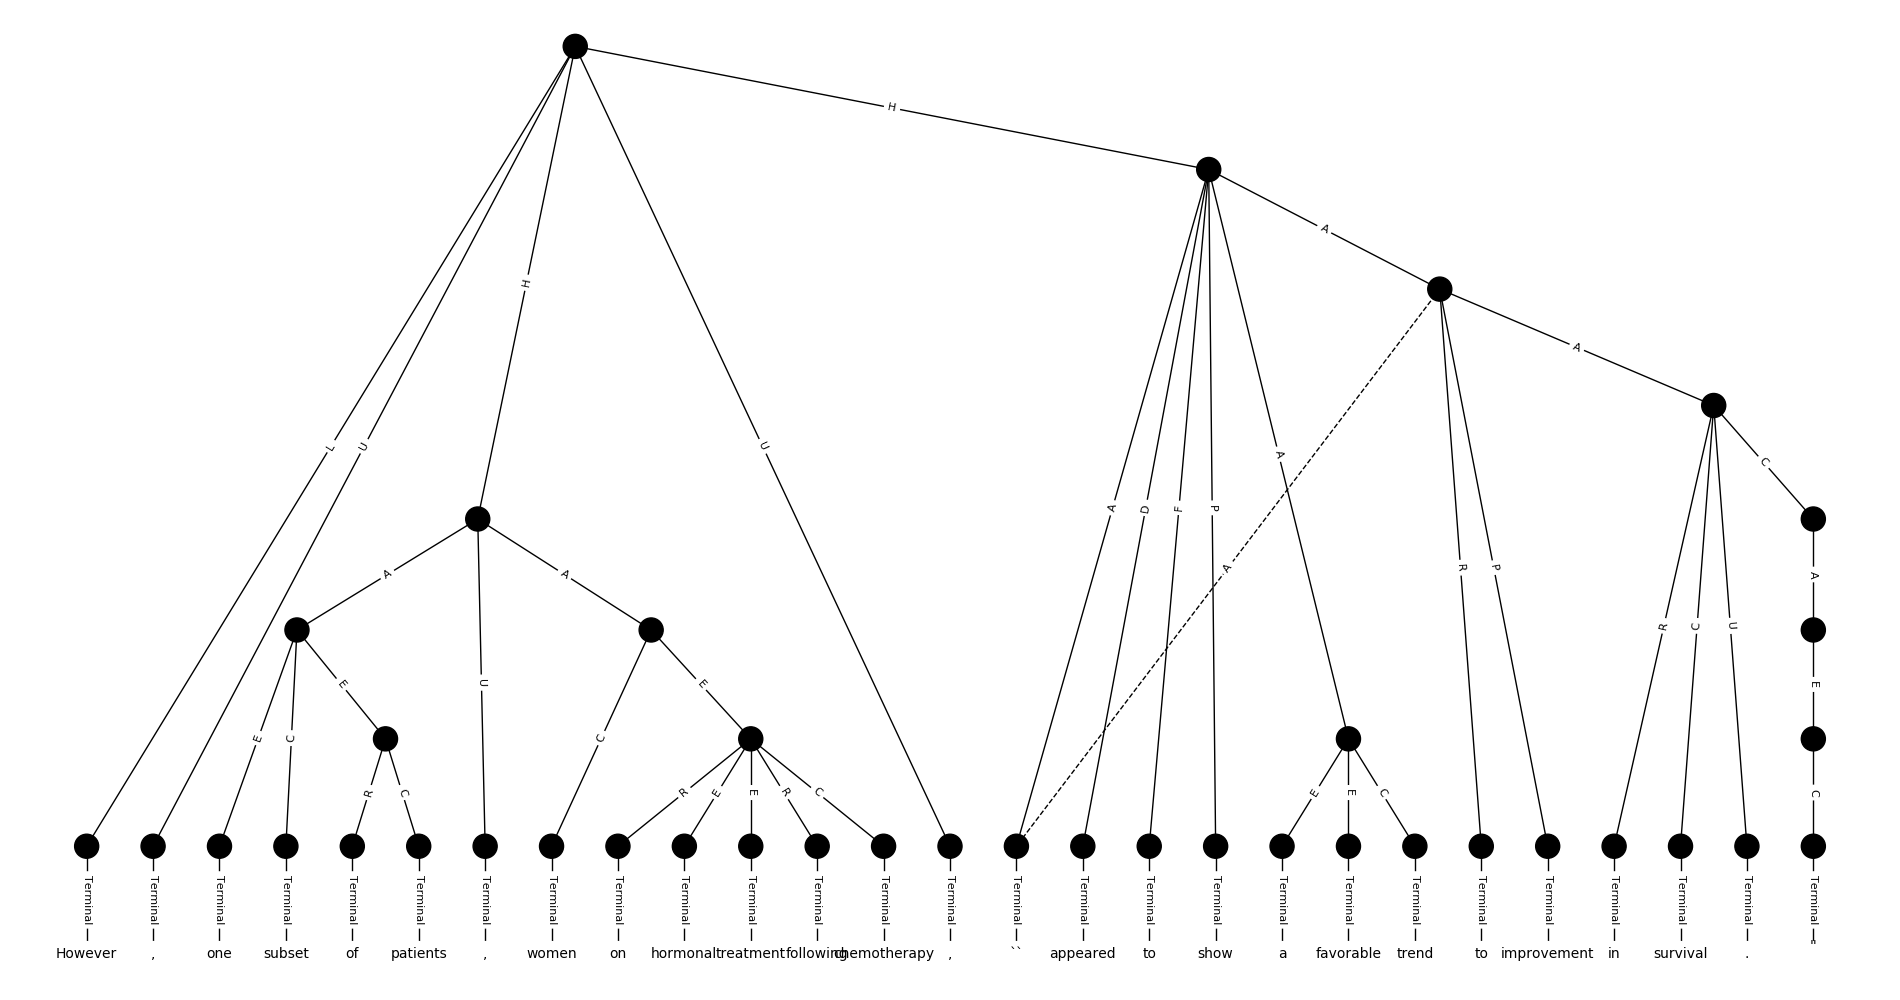 H
A
A
H
A
C
L U U
A D F P A
A A A R P
R C U
A
E U E E
E C C
R C R E E R C E E C C
Terminal Terminal Terminal Terminal Terminal Terminal Terminal Terminal Terminal Terminal Terminal Terminal Terminal Terminal Terminal Terminal Terminal Terminal Terminal Terminal Terminal Terminal Terminal Terminal Terminal Terminal Terminal
However , one subset of patients , women on hormonal treatment following chemotherapy , `` appeared to show a favorable trend to improvement in survival . "